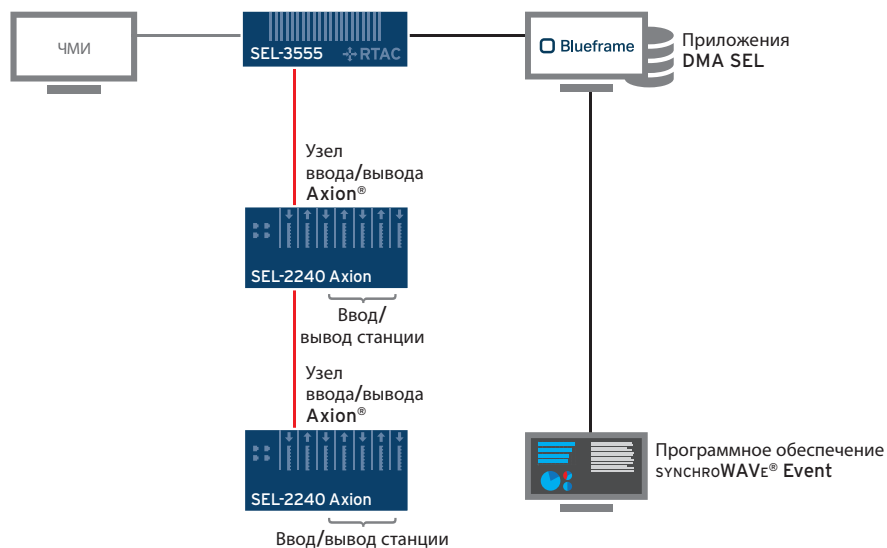 ЧМИ
SEL-3555
RTAC
Blueframe
Приложения
DMA SEL
Узел
ввода/вывода
Axion®
SEL-2240 Axion
Ввод/
вывод станции
Узел
ввода/вывода
Axion®
SEL-2240 Axion
Ввод/вывод станции
Программное обеспечение
SYNCHROWAVE® Event